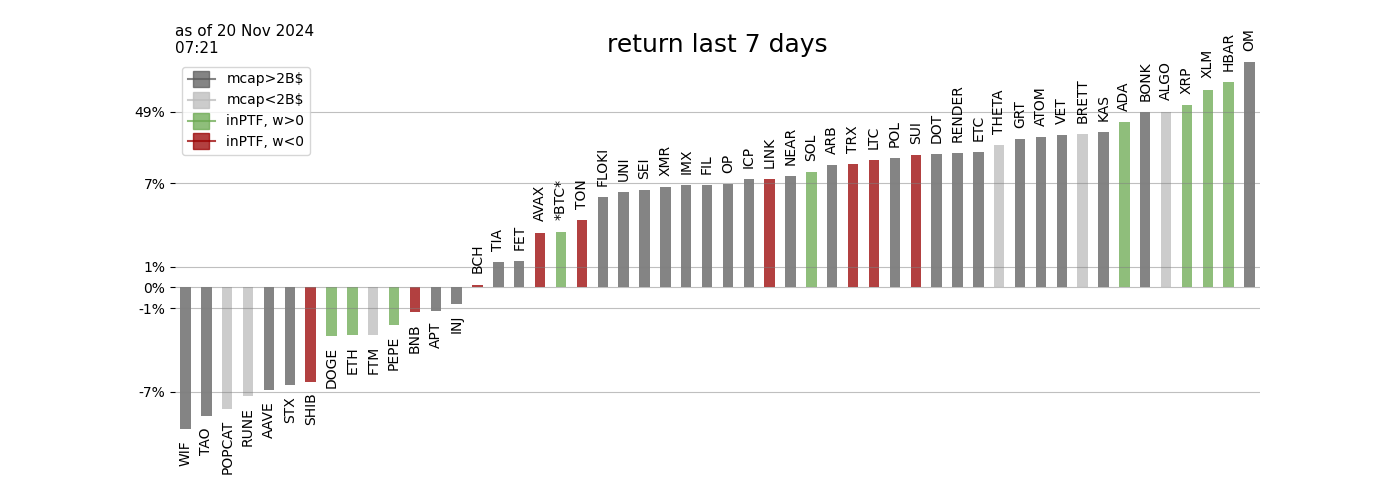 as of 20 Nov 2024
07:21
return last 7 days
mcap>2B$
mcap<2B$
inPTF, w>0
inPTF, w<0
49%
7%
1%
0%
-1%
-7%
WIF
TAO
POPCAT
RUNE
AAVE
STX
SHIB
DOGE
ETH
FTM
PEPE
BNB
APT
INJ
BCH
TIA
FET
AVAX
*BTC*
TON
FLOKI
UNI
SEI
XMR
IMX
FIL
OP
ICP
LINK
NEAR
SOL
ARB
TRX
LTC
POL
SUI
DOT
RENDER
ETC
THETA
GRT
ATOM
VET
BRETT
KAS
ADA
BONK
ALGO
XRP
XLM
HBAR
OM